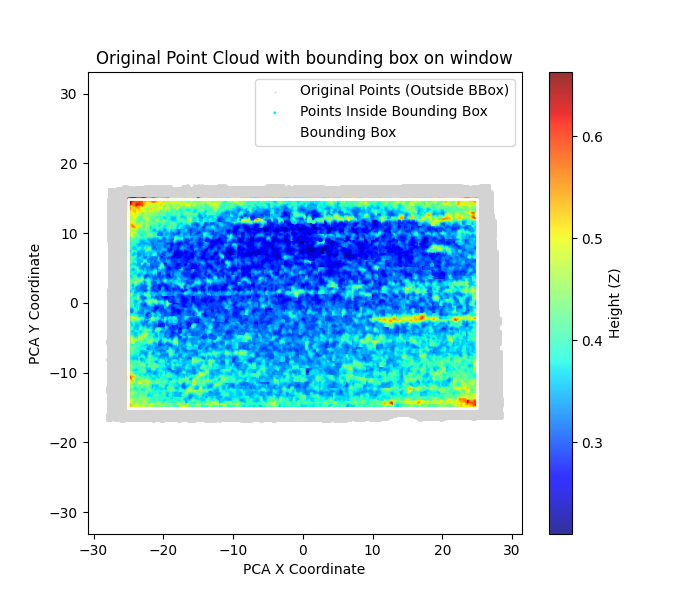 Original Point Cloud with bounding box on window
Original Points (Outside BBox)
Points Inside Bounding Box
Bounding Box
30
20
10
0
−10
−20
−30
PCA Y Coordinate
−30
−20
−10
0
10
20
30
PCA X Coordinate
0.6
0.5
0.4
0.3
Height (Z)